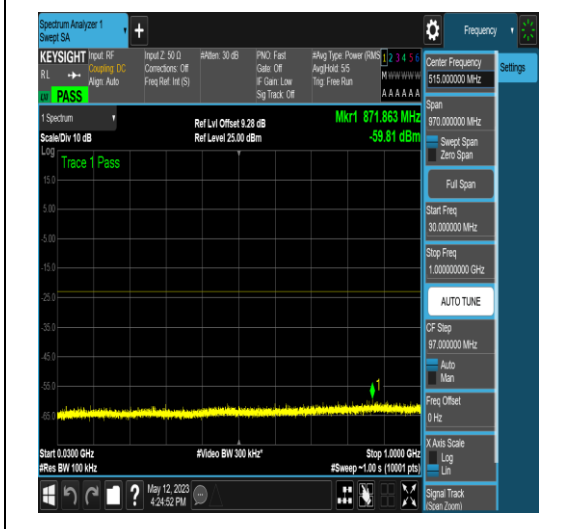 Spectrum Analyzer 1
Swept SA
Frequency
KEYSIGHT
RL
PASS
Input: RF
Coupling: DC
Align: Auto
Input Z: 50 Ω
Corrections: Off
Freq Ref: Int (S)
#Atten: 30 dB
PNO: Fast
Gate: Off
IF Gain: Low
Sig Track: Off
#Avg Type: Power (RMS
Avg|Hold: 5/5
Trig: Free Run
1 2 3 4 5 6
M W W W W W
A A A A A A
1 Spectrum
Scale/Div 10 dB
Ref Lvl Offset 9.28 dB
Ref Level 25.00 dBm
Mkr1 871.863 MHz
-59.81 dBm
Log
Trace 1 Pass
15.0
5.00
-5.00
-15.0
-25.0
-35.0
-45.0
-55.0
-65.0
1
Start 0.0300 GHz
#Res BW 100 kHz
#Video BW 300 kHz*
Stop 1.0000 GHz
#Sweep ~1.00 s (10001 pts)
May 12, 2023
4:24:52 PM
Center Frequency
515.000000 MHz
Settings
Span
970.000000 MHz
Swept Span
Zero Span
Full Span
Start Freq
30.000000 MHz
Stop Freq
1.000000000 GHz
AUTO TUNE
CF Step
97.000000 MHz
Auto
Man
Freq Offset
0 Hz
X Axis Scale
Log
Lin
Signal Track
(Span Zoom)